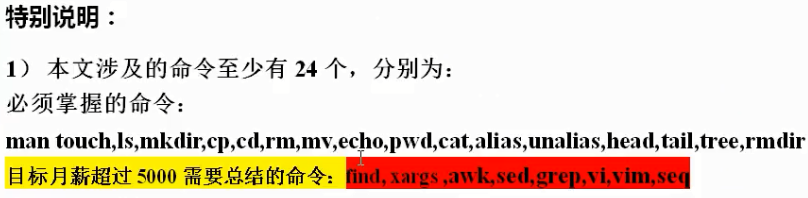 特别说明：
1） 本文涉及的命令至少有 24 个，分别为：
必须掌握的命令：
man touch,ls,mkdir,cp,cd,rm,mv,echo,pwd,cat,alias,unalias,head,tail,tree,rmdir
目标月薪超过 5000 需要总结的命令：find, xargs ,awk,sed,grep,vi,vim,seq